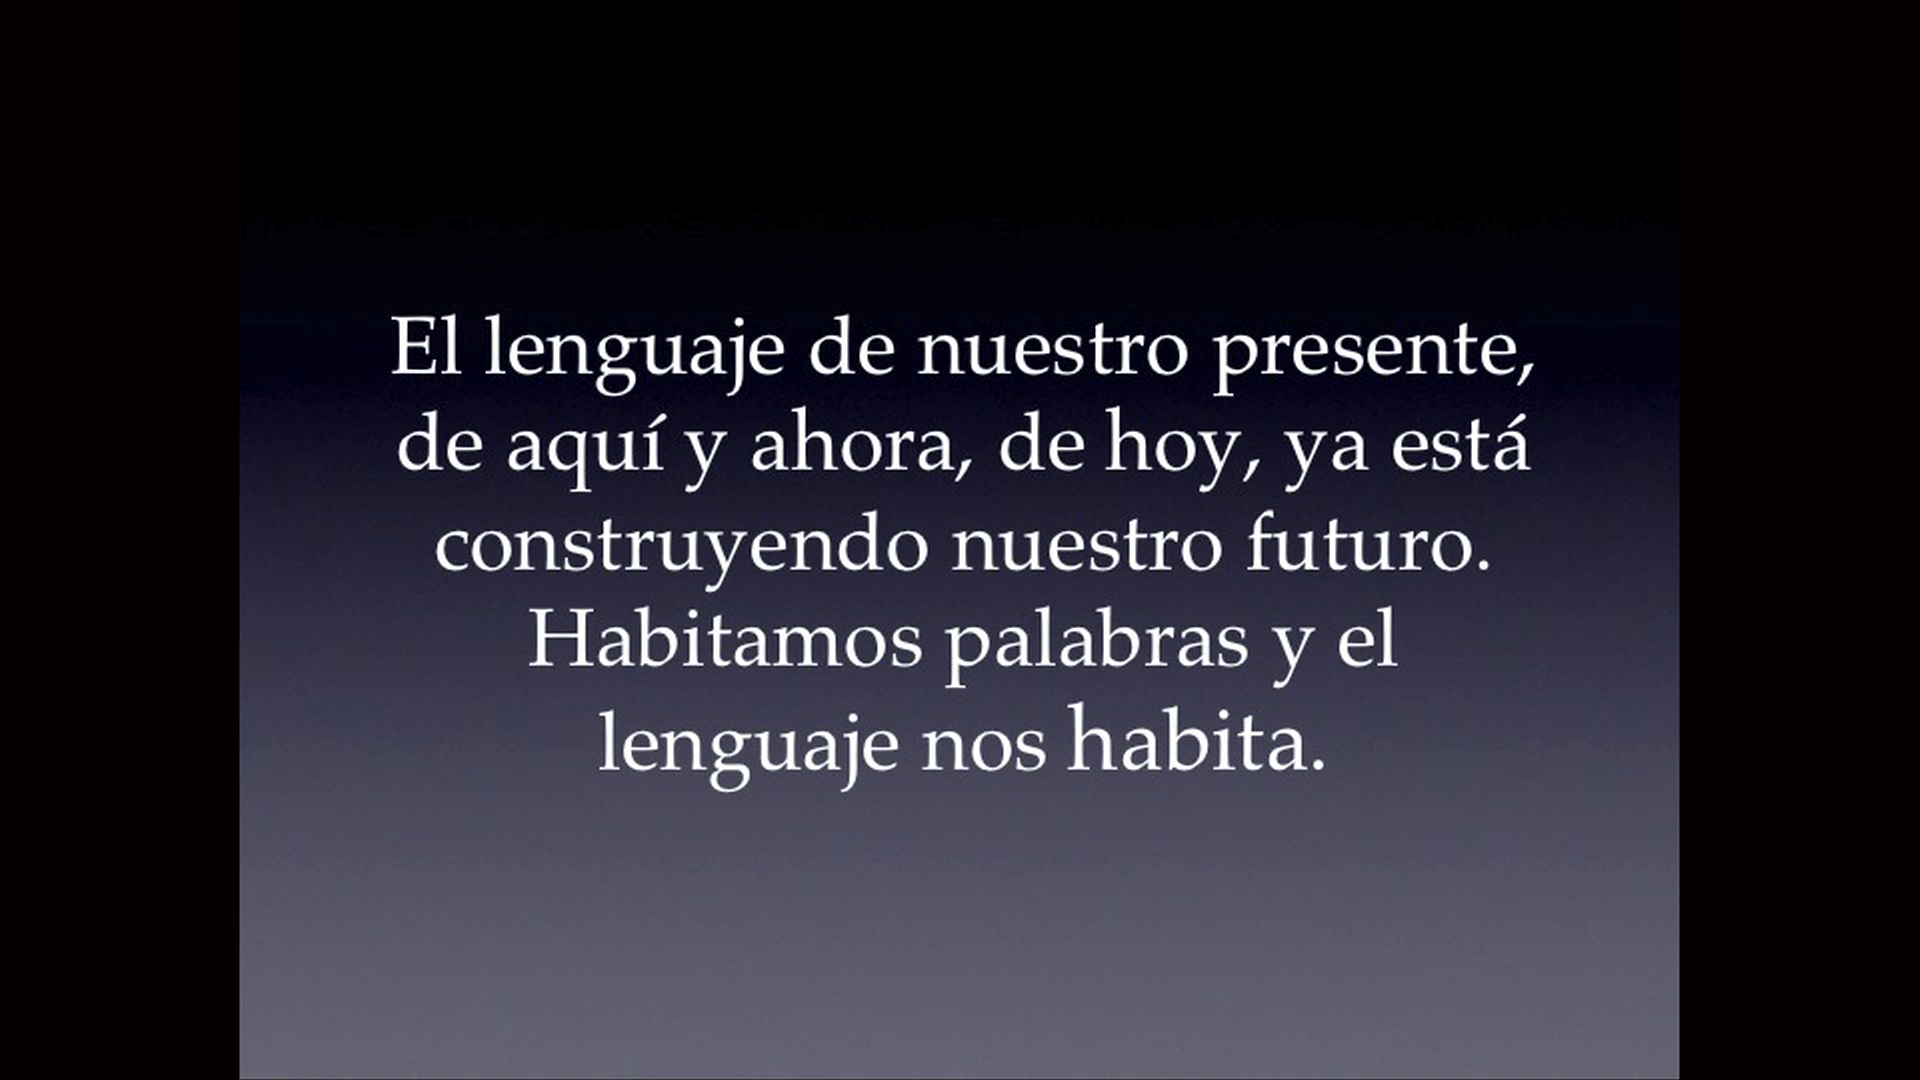 El lenguaje de nuestro presente,
de aquí y ahora, de hoy, ya está
construyendo nuestro futuro.
Habitamos palabras y el
lenguaje nos habita.